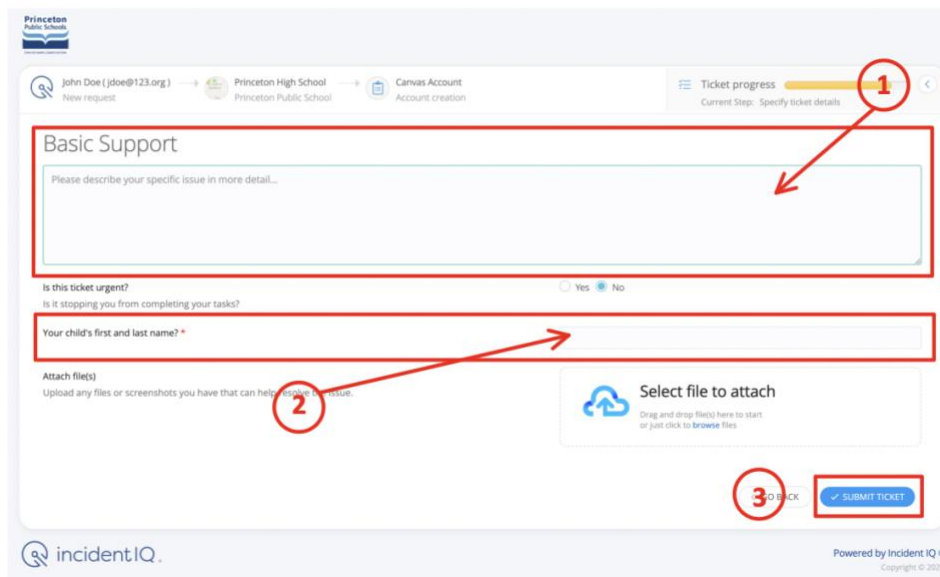 Princeton
Public Schools
John Doe ( jdoe@123.org )
New request
Princeton High School
Princeton Public School
Canvas Account
Account creation
Ticket progress
Current Step: Specify ticket details
1
Basic Support
Please describe your specific issue in more detail...
Is this ticket urgent?
Yes No
Is it stopping you from completing your tasks?
Your child's first and last name? *
Attach file(s)
Upload any files or screenshots you have that can help resolve the issue.
2
Select file to attach
Drag and drop file(s) here to start
or just click to browse files
3
GO BACK
SUBMIT TICKET
incidentIQ.
Powered by Incident IQ
Copyright ©